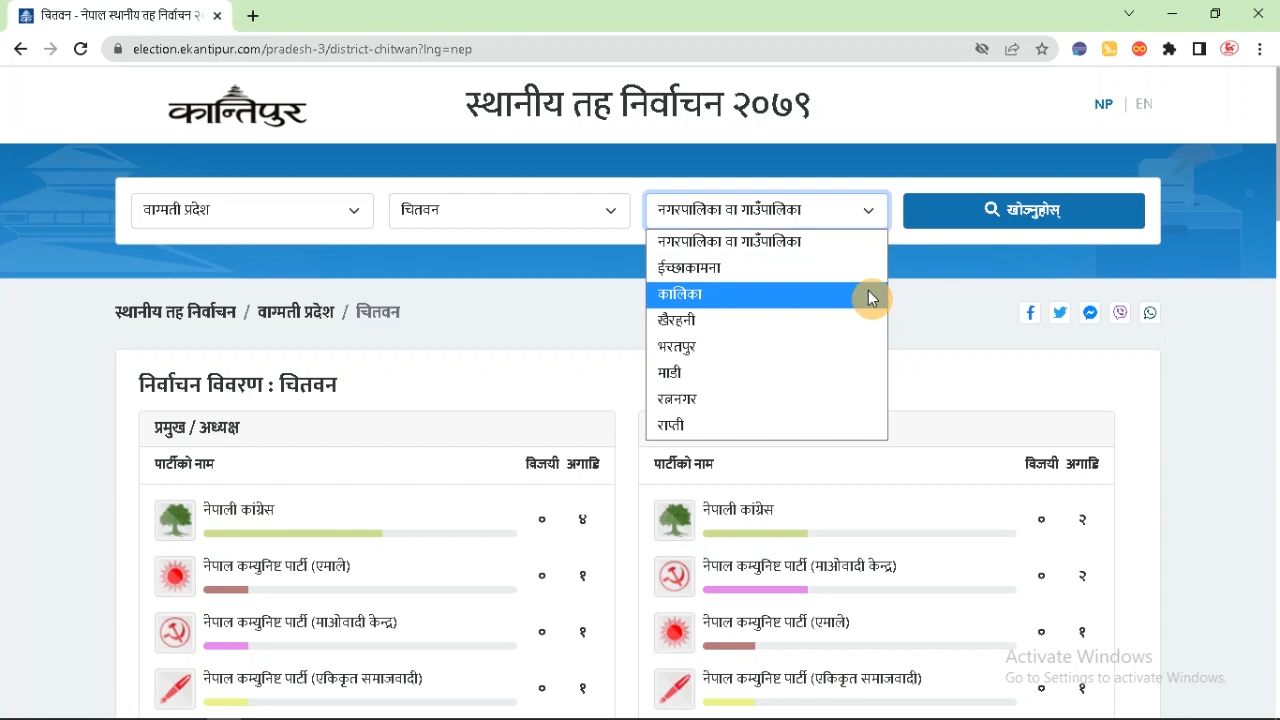 चितवन - नेपाल स्थानीय तह निर्वाचन २०
election.ekantipur.com/pradesh-3/district-chitwan?lng=nep
कान्तिपुर
स्थानीय तह निर्वाचन २०७९
NP | EN
वाग्मती प्रदेश
चितवन
नगरपालिका वा गाउँपालिका
खोज्नुहोस्
नगरपालिका वा गाउँपालिका
ईच्छाकामना
कालिका
खैरहनी
भरतपुर
माडी
रत्ननगर
राप्ती
स्थानीय तह निर्वाचन / वाग्मती प्रदेश / चितवन
निर्वाचन विवरण : चितवन
प्रमुख / अध्यक्ष
पार्टीको नाम विजयी अगाडि
नेपाली कांग्रेस ० ४
नेपाल कम्युनिष्ट पार्टी (एमाले) ० १
नेपाल कम्युनिष्ट पार्टी (माओवादी केन्द्र) ० १
नेपाल कम्युनिष्ट पार्टी (एकिकृत समाजवादी) ० १
पार्टीको नाम विजयी अगाडि
नेपाली कांग्रेस ० २
नेपाल कम्युनिष्ट पार्टी (माओवादी केन्द्र) ० २
नेपाल कम्युनिष्ट पार्टी (एमाले) ० १
नेपाल कम्युनिष्ट पार्टी (एकिकृत समाजवादी) ० १
Activate Windows
Go to Settings to activate Windows.